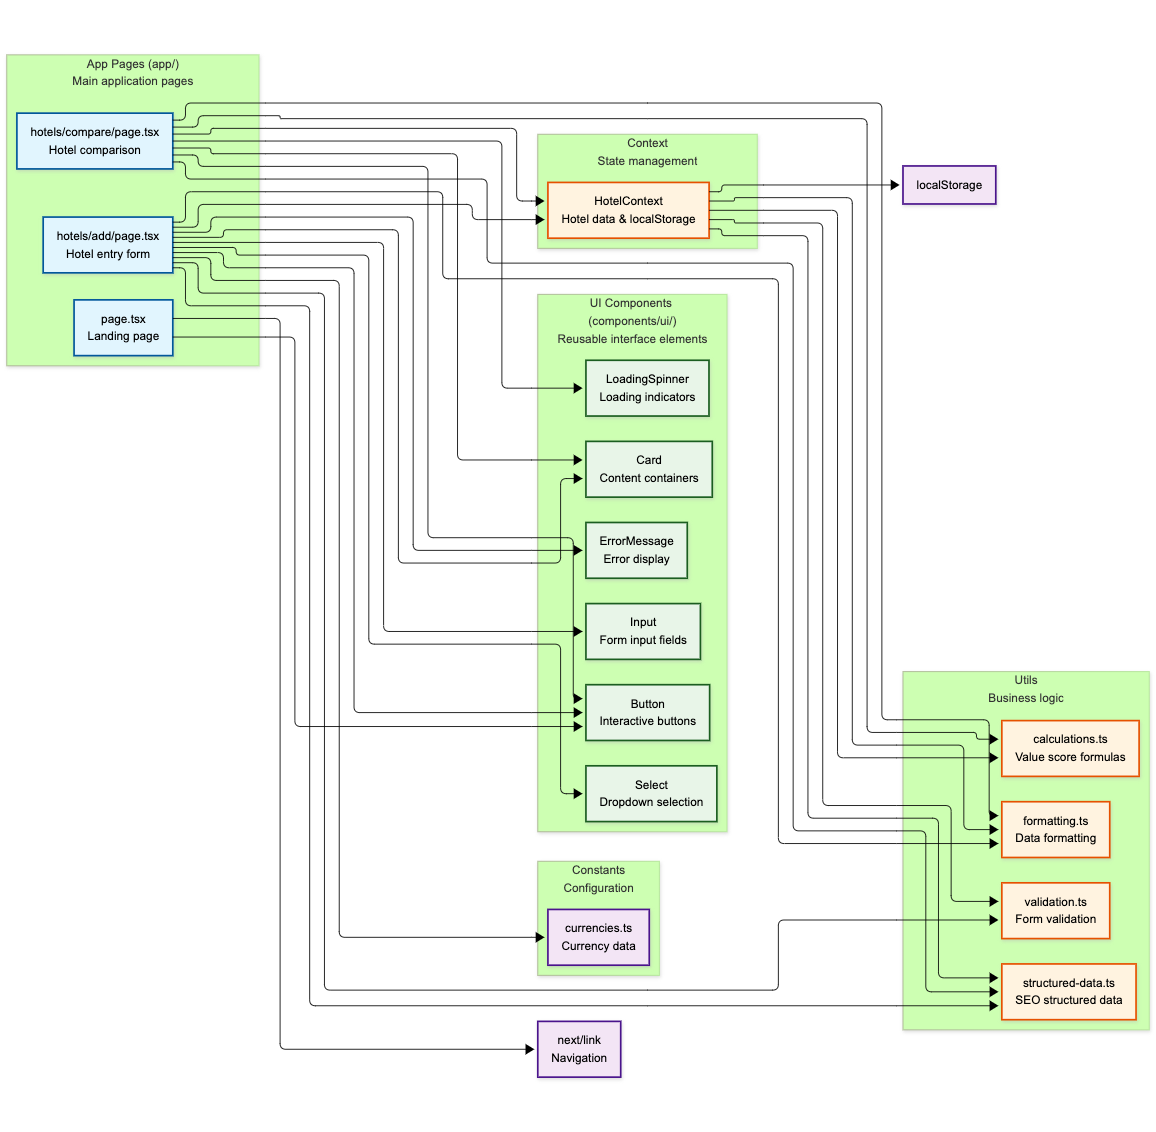 App Pages (app/)
Main application pages
hotels/compare/page.tsx
Hotel comparison
hotels/add/page.tsx
Hotel entry form
page.tsx
Landing page
Context
State management
HotelContext
Hotel data & localStorage
localStorage
UI Components
(components/ui/)
Reusable interface elements
LoadingSpinner
Loading indicators
Card
Content containers
ErrorMessage
Error display
Input
Form input fields
Button
Interactive buttons
Select
Dropdown selection
Constants
Configuration
currencies.ts
Currency data
next/link
Navigation
Utils
Business logic
calculations.ts
Value score formulas
formatting.ts
Data formatting
validation.ts
Form validation
structured-data.ts
SEO structured data